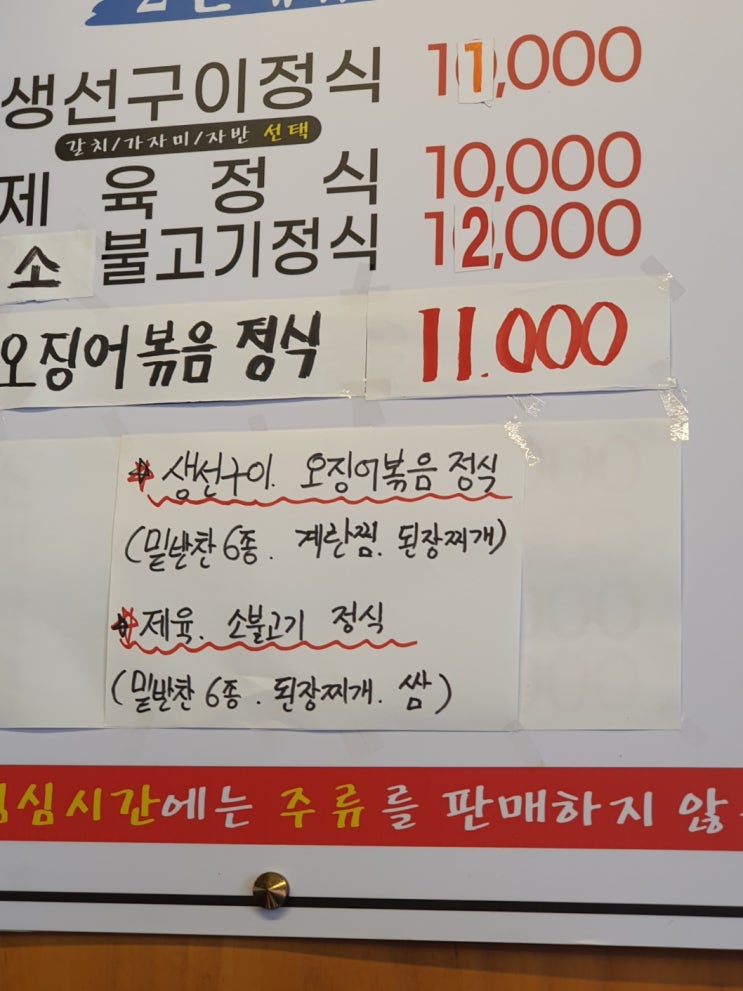 생선구이정식 11,000
갈치/가자미/자반 선택
제육정식 10,000
소불고기정식 12,000
오징어볶음 정식 11.000
생선구이. 오징어볶음 정식
(밑반찬 6종. 계란찜. 된장찌개)
제육. 소불고기 정식
(밑반찬 6종. 된장찌개. 쌈)
심시간에는 주류를 판매하지 않